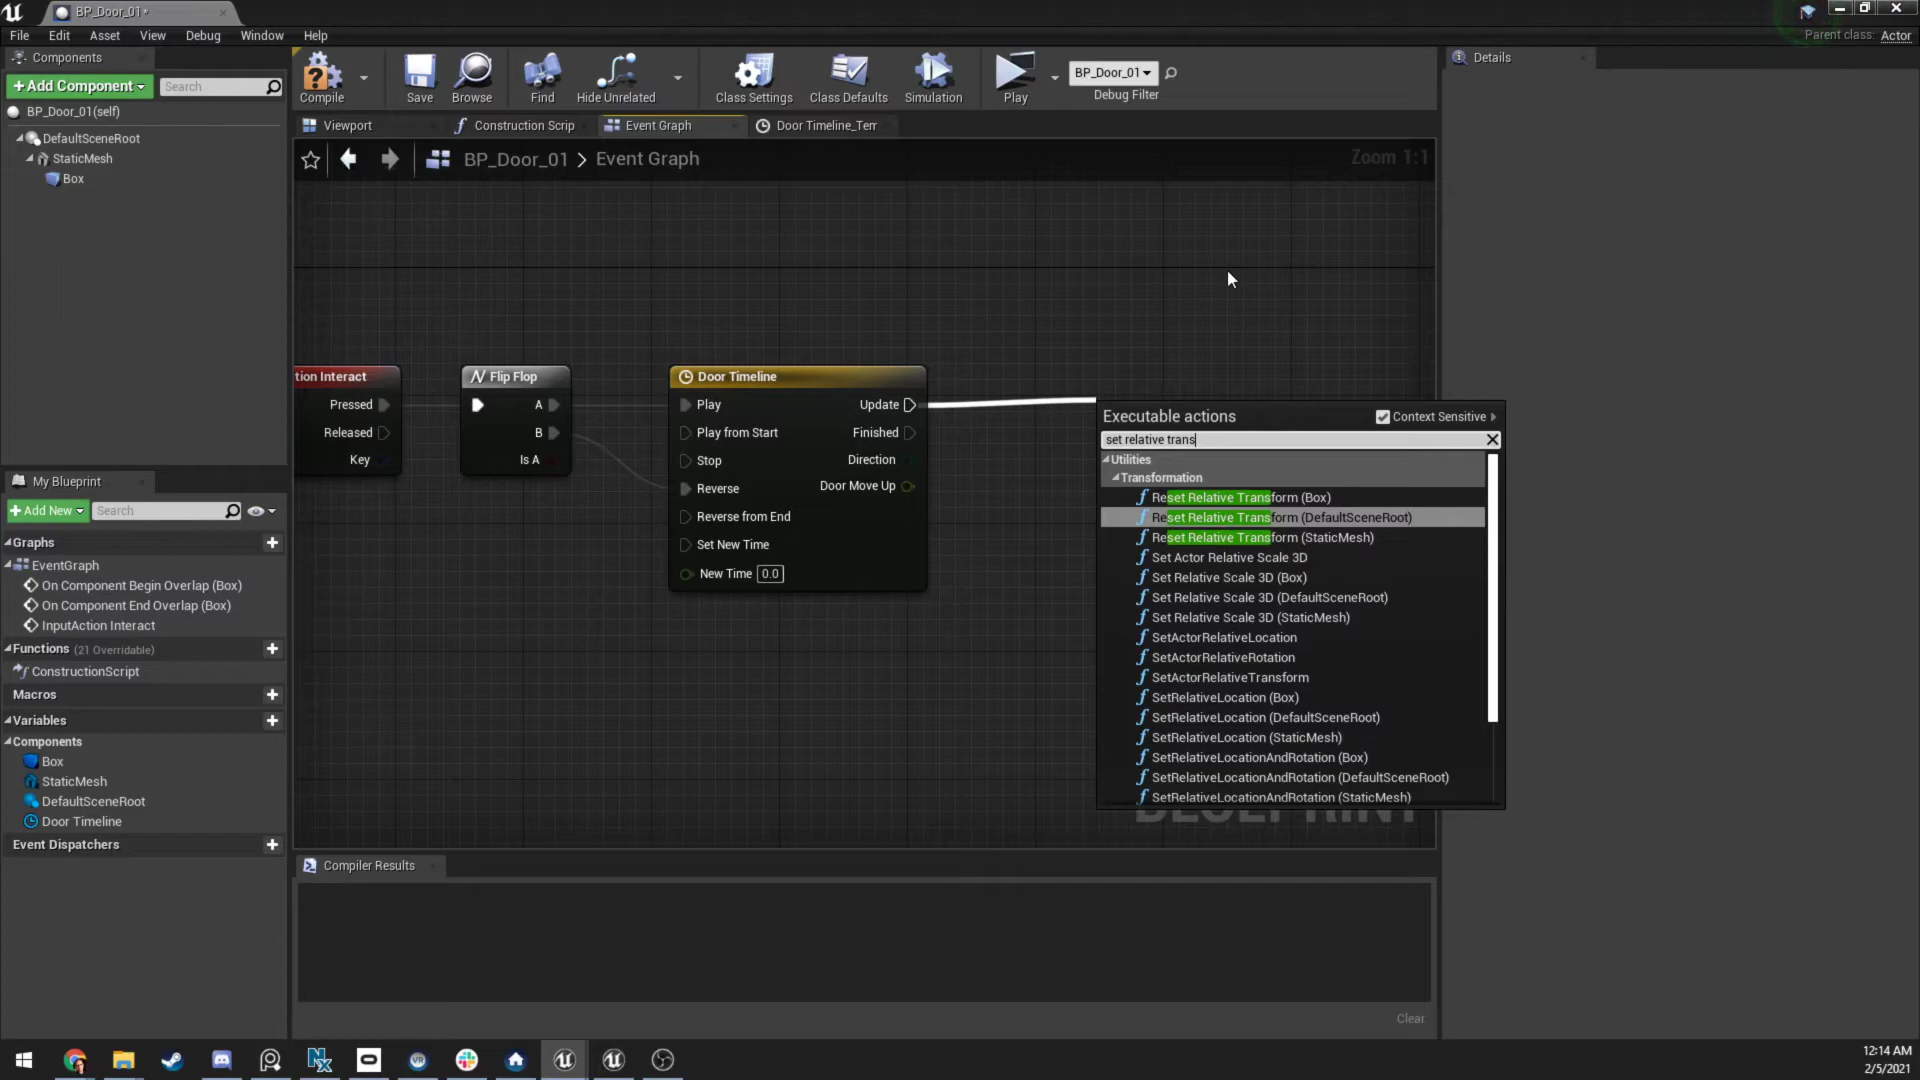 BP_Door_01*
File Edit Asset View Debug Window Help
Parent class: Actor
Components
+Add Component Search
BP_Door_01(self)
DefaultSceneRoot
StaticMesh
Box
Compile Save Browse Find Hide Unrelated Class Settings Class Defaults Simulation Play
BP_Door_01
Debug Filter
Details
Viewport Construction Scrip Event Graph Door Timeline_Tem
BP_Door_01 > Event Graph
Zoom 1:1
tion Interact
Pressed
Released
Key
Flip Flop
A
B
Is A
Door Timeline
Play Update
Play from Start Finished
Stop Direction
Reverse Door Move Up
Reverse from End
Set New Time
New Time 0.0
Executable actions Context Sensitive
set relative trans
Utilities
Transformation
Reset Relative Transform (Box)
Reset Relative Transform (DefaultSceneRoot)
Reset Relative Transform (StaticMesh)
Set Actor Relative Scale 3D
Set Relative Scale 3D (Box)
Set Relative Scale 3D (DefaultSceneRoot)
Set Relative Scale 3D (StaticMesh)
SetActorRelativeLocation
SetActorRelativeRotation
SetActorRelativeTransform
SetRelativeLocation (Box)
SetRelativeLocation (DefaultSceneRoot)
SetRelativeLocation (StaticMesh)
SetRelativeLocationAndRotation (Box)
SetRelativeLocationAndRotation (DefaultSceneRoot)
SetRelativeLocationAndRotation (StaticMesh)
BLUEPRINT
My Blueprint
+Add New Search
Graphs
EventGraph
On Component Begin Overlap (Box)
On Component End Overlap (Box)
InputAction Interact
Functions (21 Overridable)
ConstructionScript
Macros
Variables
Components
Box
StaticMesh
DefaultSceneRoot
Door Timeline
Event Dispatchers
Compiler Results
Clear
12:14 AM
2/5/2021